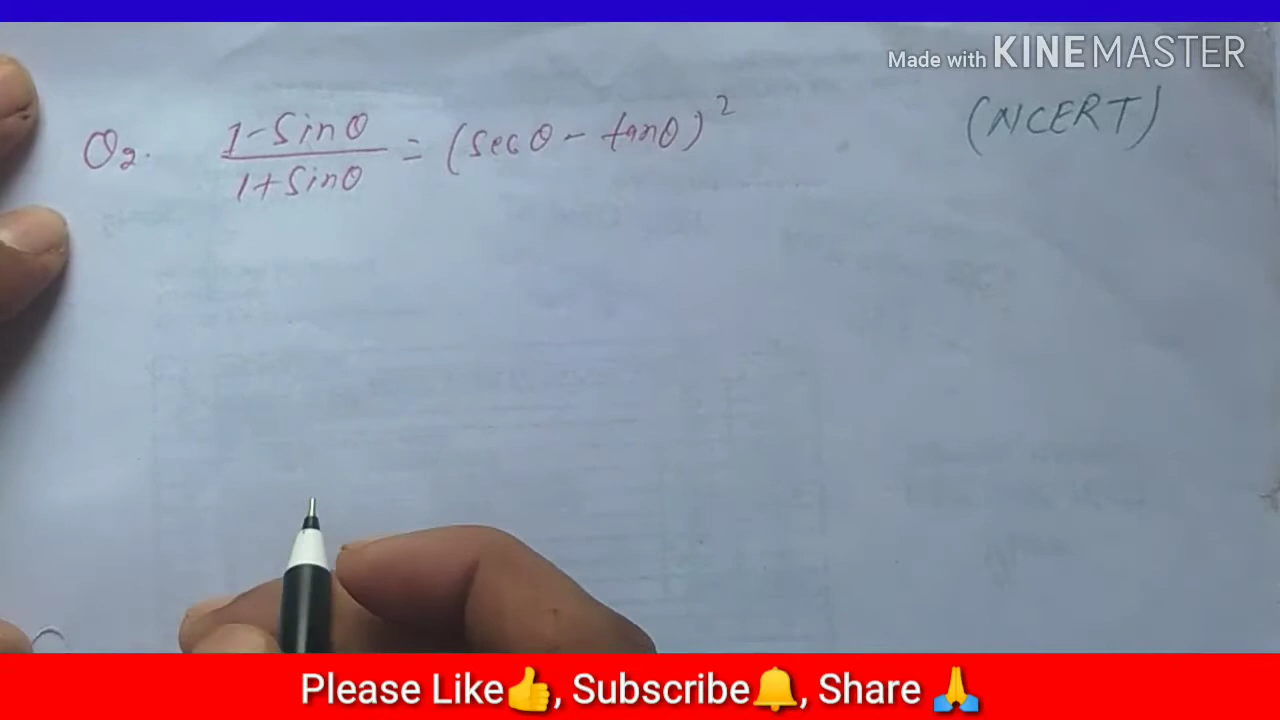 Made with KINEMASTER
(NCERT)
Q2. 1-Sinθ / 1+Sinθ = (secθ - tanθ)²
Please Like👍, Subscribe🔔, Share 🙏